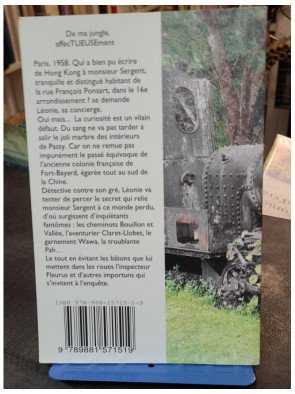 De ma jungle,
affecTUEUSEment
Paris, 1958. Qui a bien pu écrire
de Hong Kong à monsieur Sergent,
tranquille et distingué habitant de
la rue François Ponsart, dans le 16e
arrondissement ? se demande
Léonie, sa concierge.
Oui mais... La curiosité est un vilain
défaut. Du sang ne va pas tarder à
salir le joli marbre des intérieurs
de Passy. Car on ne remue pas
impunément le passé équivoque de
l'ancienne colonie française de
Fort-Bayard, égarée tout au sud de
la Chine.
Détective contre son gré, Léonie va
tenter de percer le secret qui relie
monsieur Sergent à ce monde perdu,
d'où surgissent d'inquiétants
fantômes : les cheminots Bouillon et
Vallée, l'aventurier Claret-Llobet, le
garnement Wawa, la troublante
Pah...
Le tout en évitant les bâtons que lui
mettent dans les roues l'inspecteur
Fleurus et d'autres importuns qui
s'invitent à l'enquête.
ISBN 978-988-15715-1-9
9 789881 571519